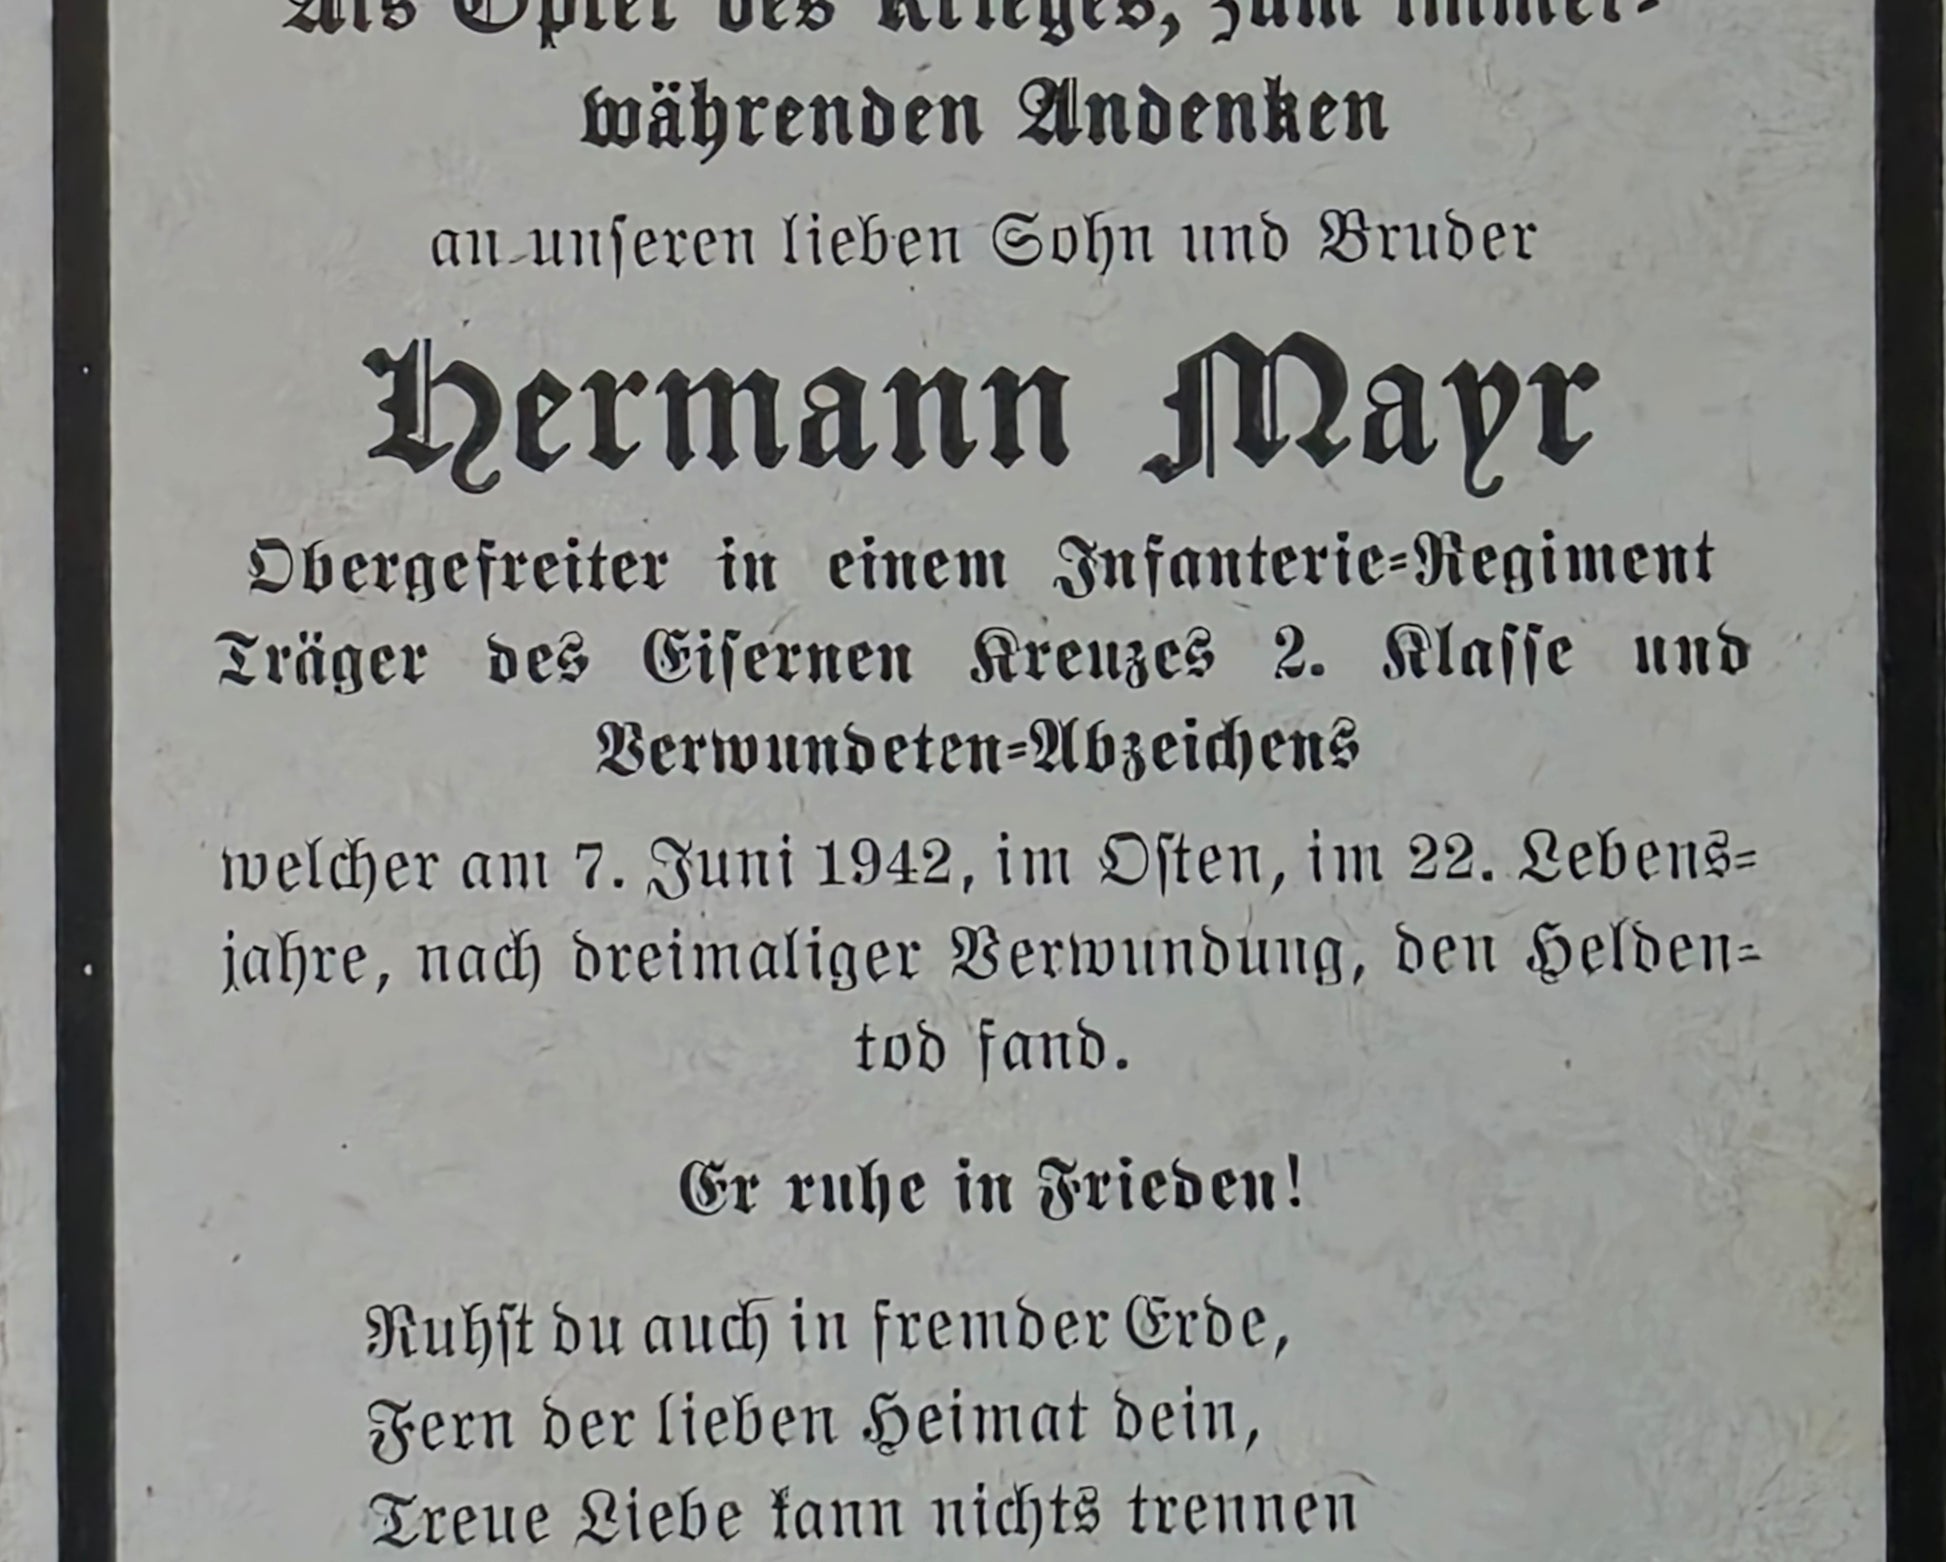 Als Opfer des Krieges, zum immer-
währenden Andenken
an unseren lieben Sohn und Bruder
Hermann Mayr
Obergefreiter in einem Infanterie-Regiment
Träger des Eisernen Kreuzes 2. Klasse und
Verwundeten-Abzeichens
welcher am 7. Juni 1942, im Osten, im 22. Lebens-
jahre, nach dreimaliger Verwundung, den Helden-
tod fand.
Er ruhe in Frieden!
Ruhst du auch in fremder Erde,
Fern der lieben Heimat dein,
Treue Liebe kann nichts trennen